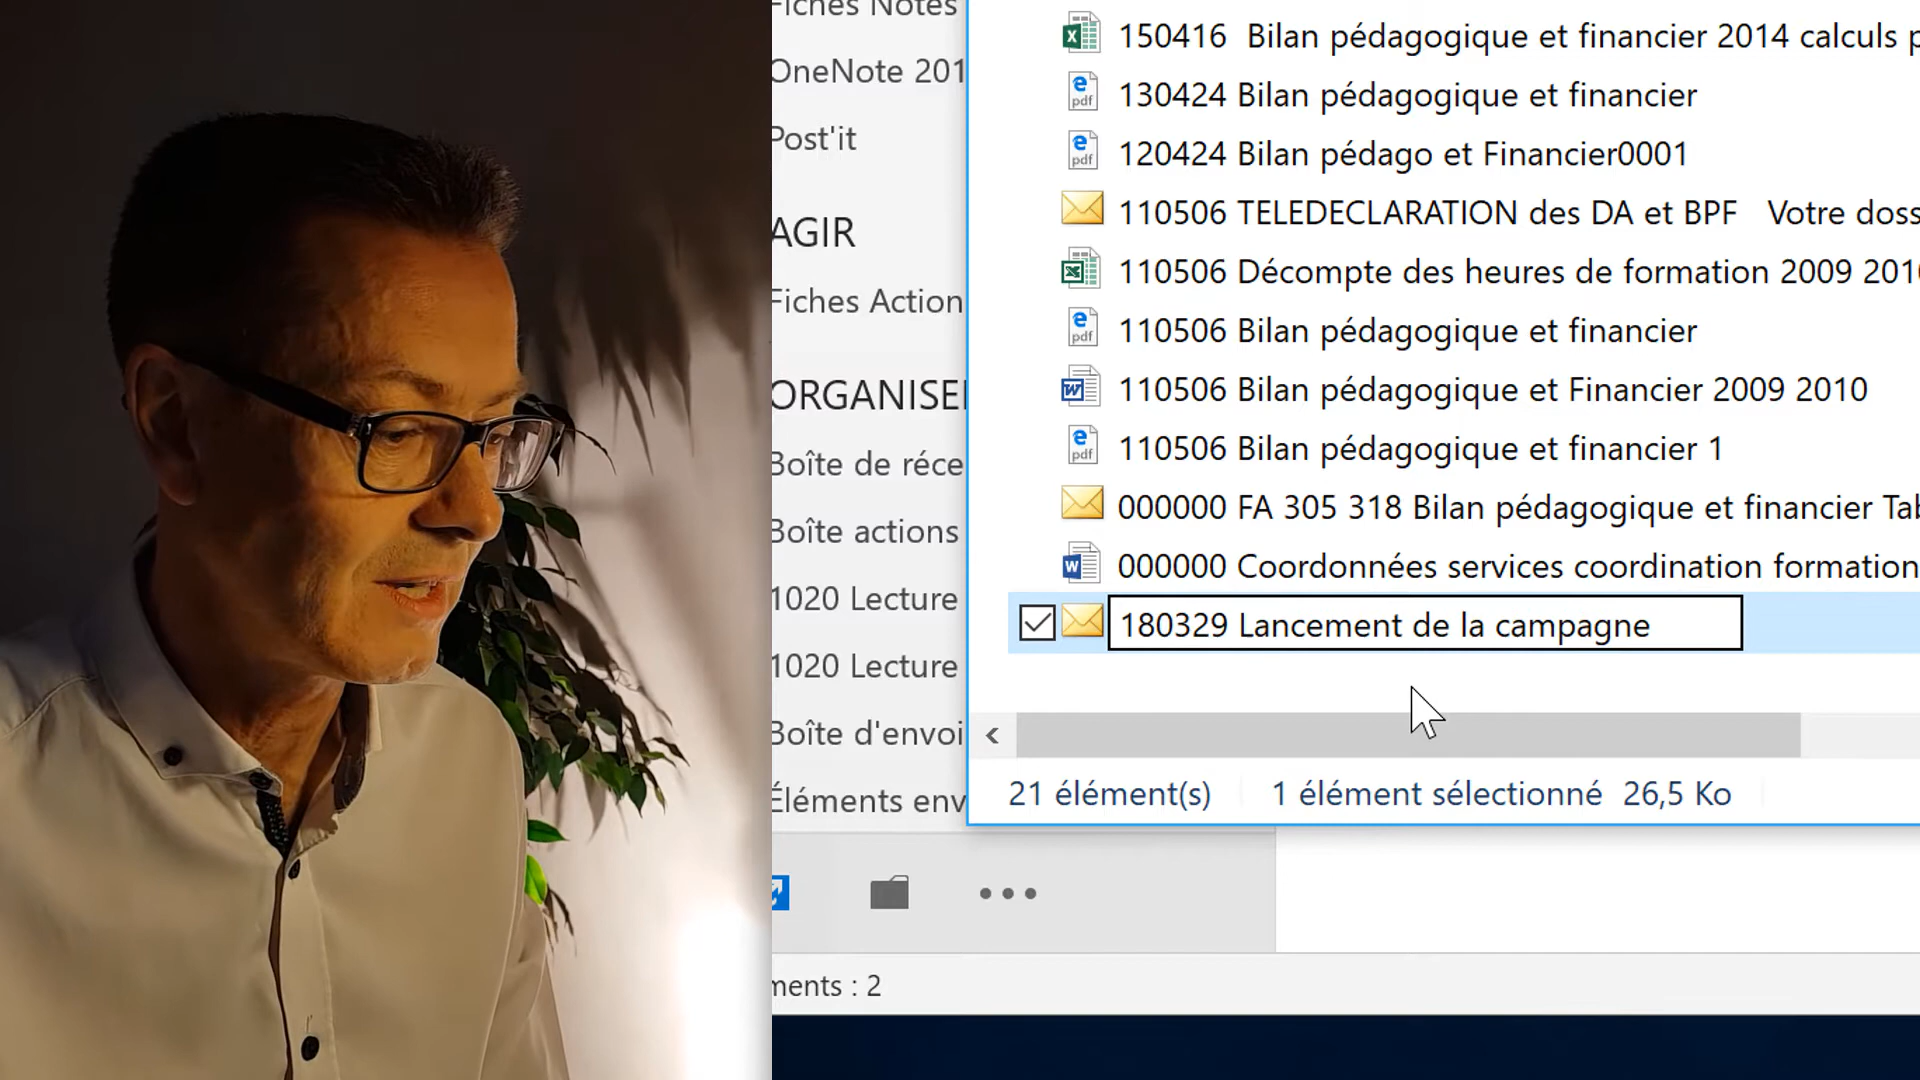 Fiches Notes
OneNote 201
Post'it
AGIR
Fiches Action
ORGANISE
Boîte de réce
Boîte actions
1020 Lecture
1020 Lecture
Boîte d'envoi
Éléments env
ments : 2
150416 Bilan pédagogique et financier 2014 calculs p
pdf
130424 Bilan pédagogique et financier
pdf
120424 Bilan pédago et Financier0001
110506 TELEDECLARATION des DA et BPF Votre doss
110506 Décompte des heures de formation 2009 201
pdf
110506 Bilan pédagogique et financier
110506 Bilan pédagogique et Financier 2009 2010
pdf
110506 Bilan pédagogique et financier 1
000000 FA 305 318 Bilan pédagogique et financier Tab
000000 Coordonnées services coordination formation
180329 Lancement de la campagne
21 élément(s) 1 élément sélectionné 26,5 Ko